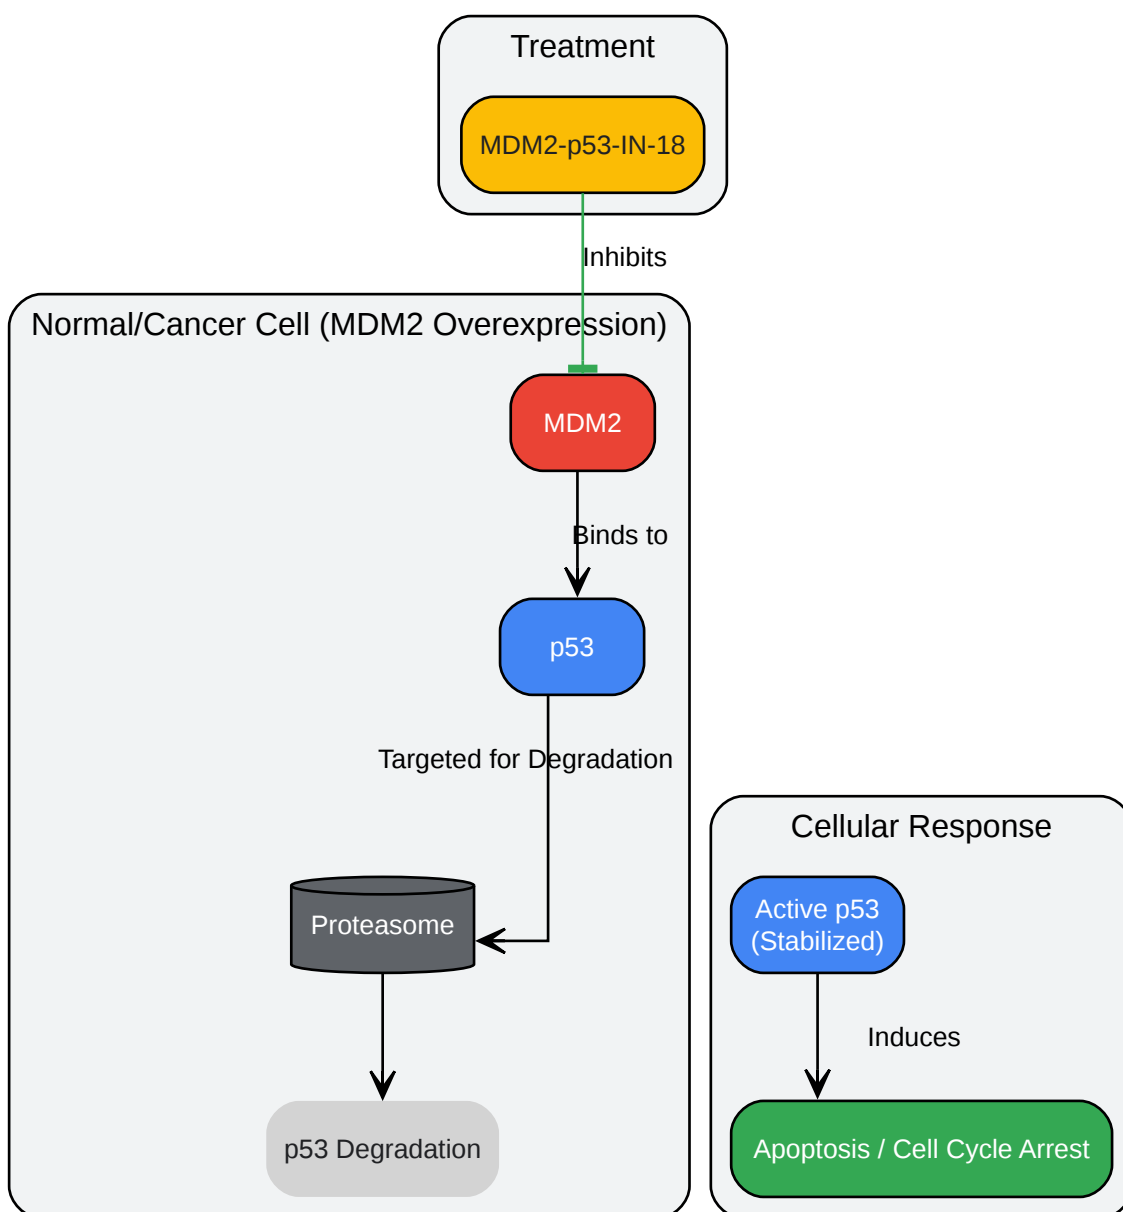 Treatment
MDM2-p53-IN-18
Inhibits
Normal/Cancer Cell (MDM2 Overexpression)
MDM2
Binds to
p53
Targeted for Degradation
Proteasome
p53 Degradation
Cellular Response
Active p53
(Stabilized)
Induces
Apoptosis / Cell Cycle Arrest